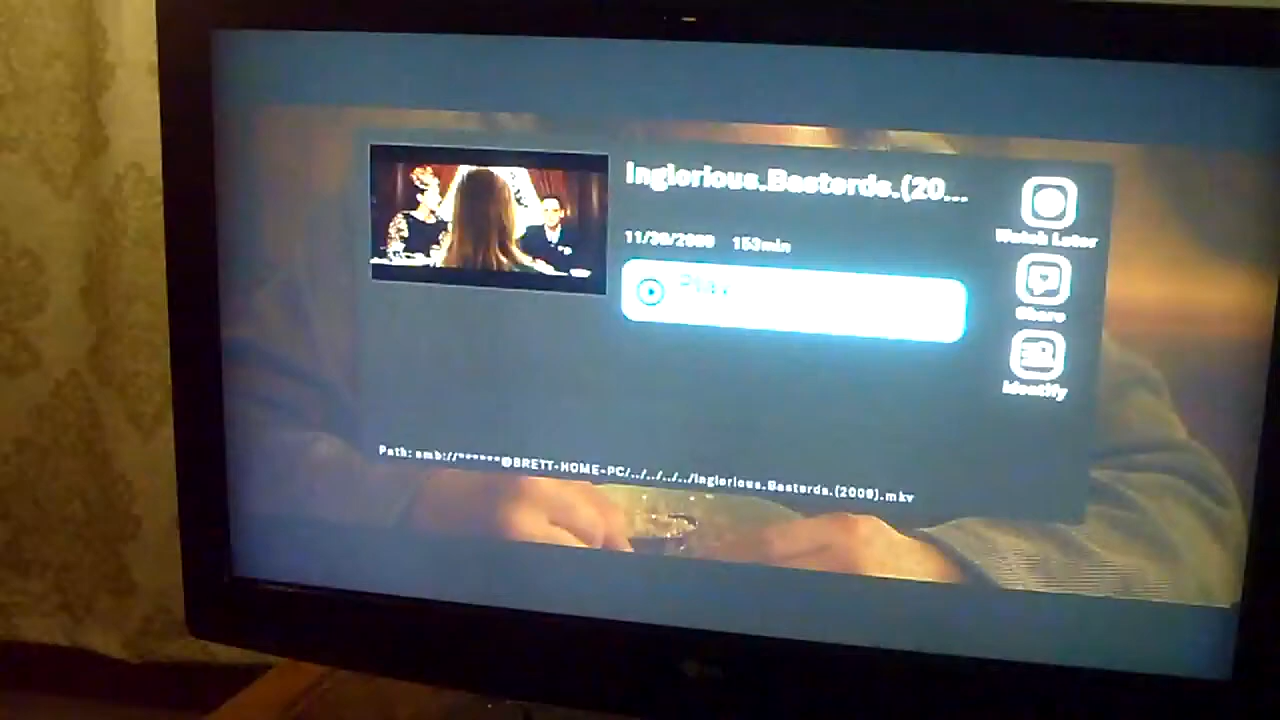 Inglorious.Basterds.(20...
11/30/2009 153min
Play
Watch Later
Share
Identify
Path: smb://******@BRETT-HOME-PC/../../../../Inglorious.Basterds.(2009).mkv